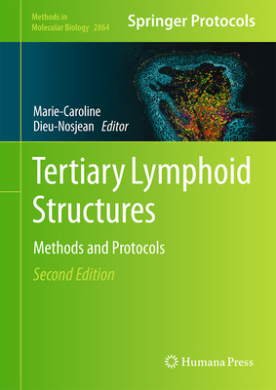 Methods in
Molecular Biology 2864
Springer Protocols
Marie-Caroline
Dieu-Nosjean Editor
Tertiary Lymphoid
Structures
Methods and Protocols
Second Edition
Humana Press